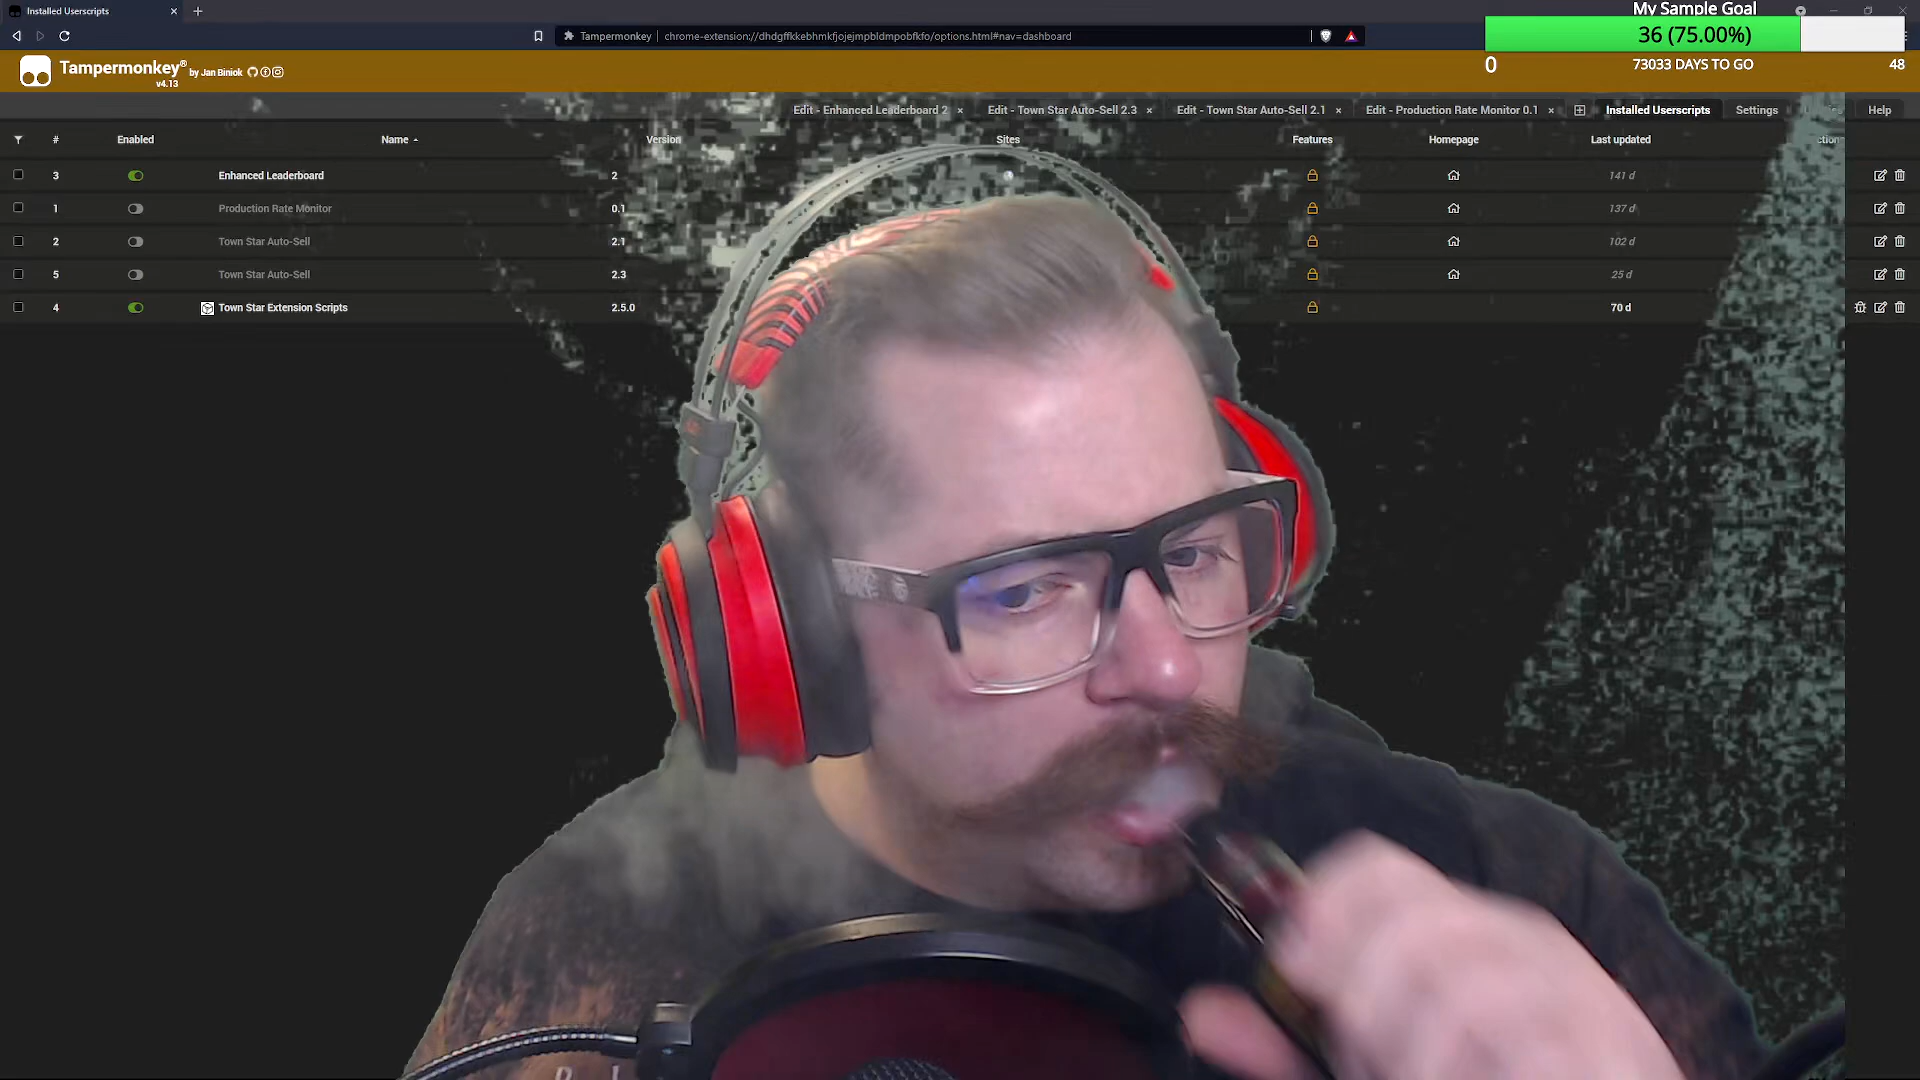 Installed Userscripts
My Sample Goal
Tampermonkey
chrome-extension://dhdgffkkebhmkfjojejmpbldmpobfkfo/options.html#nav=dashboard
36 (75.00%)
0
73033 DAYS TO GO
48
Tampermonkey® by Jan Biniok
v4.13
Edit - Enhanced Leaderboard 2 ×
Edit - Town Star Auto-Sell 2.3 ×
Edit - Town Star Auto-Sell 2.1 ×
Edit - Production Rate Monitor 0.1 ×
Installed Userscripts
Settings
Help
# Enabled Name Version Sites Features Homepage Last updated
3 Enhanced Leaderboard 2 141 d
1 Production Rate Monitor 0.1 137 d
2 Town Star Auto-Sell 2.1 102 d
5 Town Star Auto-Sell 2.3 25 d
4 Town Star Extension Scripts 2.5.0 70 d